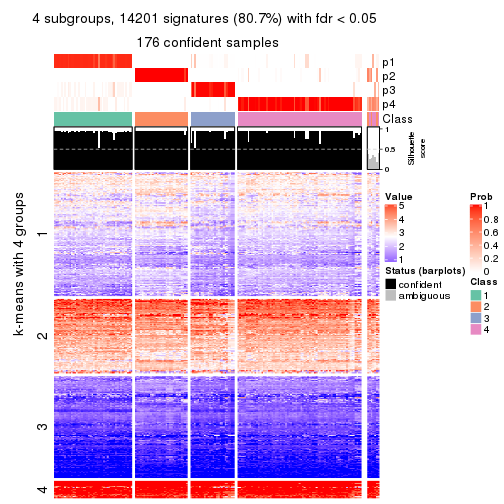 4 subgroups, 14201 signatures (80.7%) with fdr < 0.05
176 confident samples
p1
p2
p3
p4
Class
1
0.5
0
Silhouette
score
k-means with 4 groups
1
2
3
4
Value
5
4
3
2
1
Status (barplots)
confident
ambiguous
Prob
1
0.8
0.6
0.4
0.2
0
Class
1
2
3
4